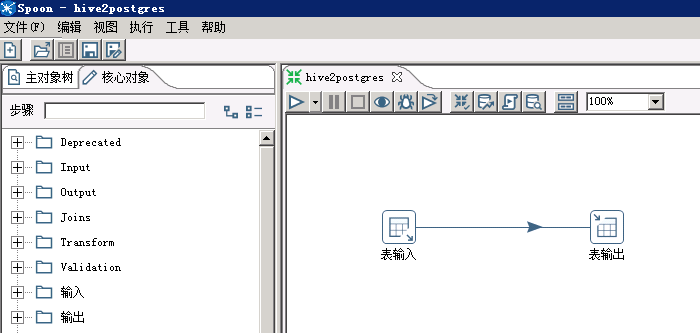 Spoon - hive2postgres
文件(F) 编辑 视图 执行 工具 帮助
主对象树 核心对象
步骤
Deprecated
Input
Output
Joins
Transform
Validation
输入
输出
hive2postgres
100%
表输入
表输出